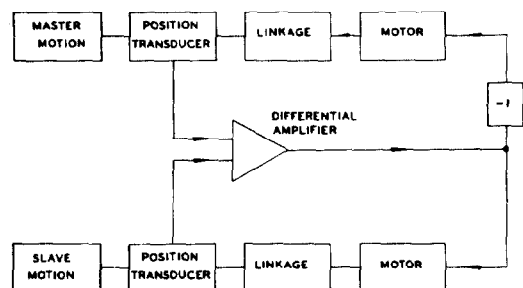 MASTER
MOTION
POSITION
TRANSDUCER
LINKAGE
MOTOR
-1
DIFFERENTIAL
AMPLIFIER
SLAVE
MOTION
POSITION
TRANSDUCER
LINKAGE
MOTOR